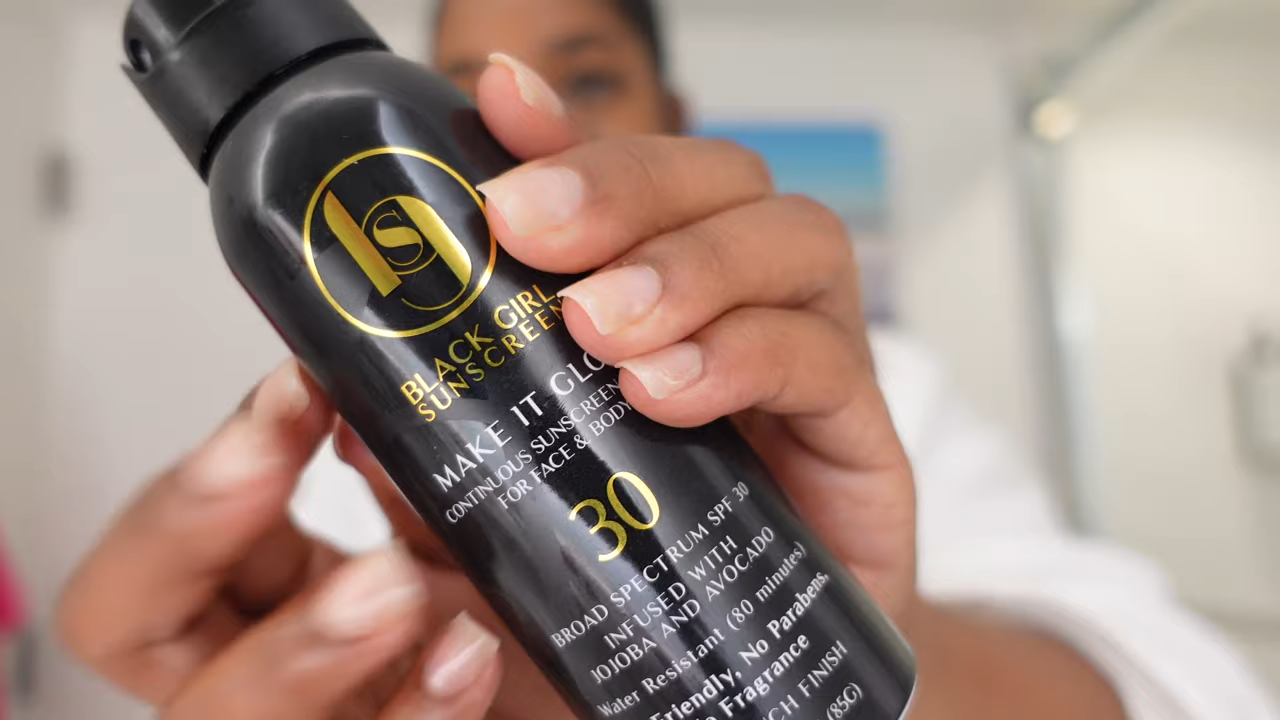 S
BLACK GIRL
SUNSCREEN
MAKE IT
CONTINUOUS SUNSCREEN
FOR FACE & BODY
30
BROAD SPECTRUM SPF 30
INFUSED WITH
JOJOBA AND AVOCADO
Water Resistant (80 minutes)
Friendly, No Parabens,
Fragrance
FINISH
(85G)